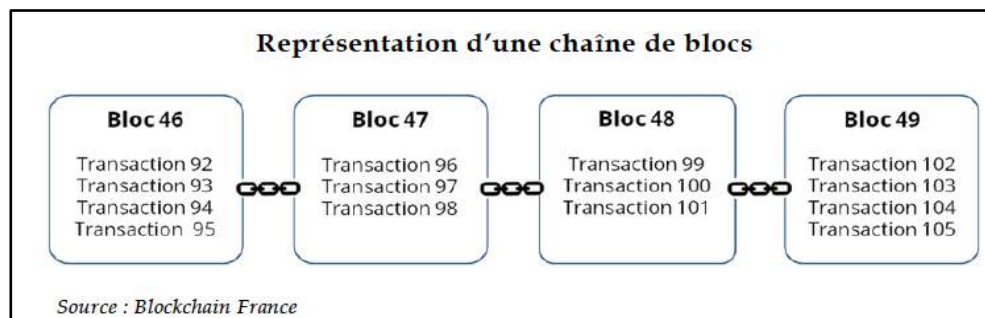 Représentation d'une chaîne de blocs
Bloc 46
Transaction 92
Transaction 93
Transaction 94
Transaction 95
Bloc 47
Transaction 96
Transaction 97
Transaction 98
Bloc 48
Transaction 99
Transaction 100
Transaction 101
Bloc 49
Transaction 102
Transaction 103
Transaction 104
Transaction 105
Source : Blockchain France